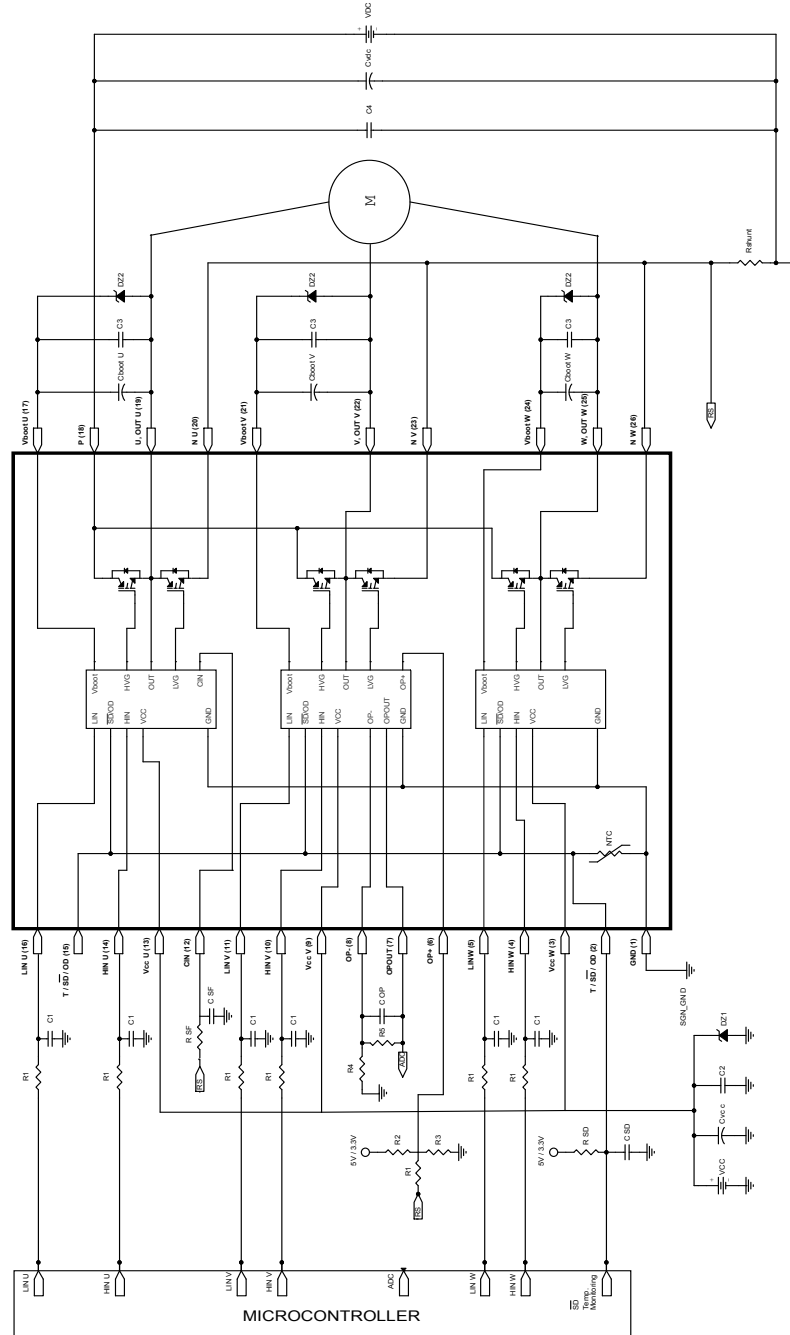 VDC
+
-
Cvdc
C4
M
Rshunt
DZ2
C3
Cboot U
DZ2
C3
Cboot V
DZ2
C3
Cboot W
RS
Vboot U (17)
P (18)
U, OUT U (19)
N U (20)
Vboot V (21)
V, OUT V (22)
N V (23)
Vboot W (24)
W, OUT W (25)
N W (26)
Vboot
HVG
OUT
LVG
CIN
LIN
SD/OD
HIN
VCC
GND
Vboot
HVG
OUT
LVG
OP+
LIN
SD/OD
HIN
VCC
OP-
OPOUT
GND
Vboot
HVG
OUT
LVG
LIN
SD/OD
HIN
VCC
GND
NTC
LIN U (16)
T / SD / OD (15)
HIN U (14)
Vcc U (13)
CIN (12)
LIN V (11)
HIN V (10)
Vcc V (9)
OP- (8)
OPOUT (7)
OP+ (6)
LIN W (5)
HIN W (4)
Vcc W (3)
T / SD / OD (2)
GND (1)
C1
C1
C SF
R SF
RS
C1
C1
C OP
R5
R4
ADC
C1
C1
SGN_GND
R1
R1
R1
R1
R1
R1
5V / 3.3V
R2
R1
R3
RS
5V / 3.3V
R SD
C SD
DZ1
C2
Cvcc
VCC
+
-
LIN U
HIN U
LIN V
HIN V
ADC
LIN W
HIN W
SD
Temp.
Monitoring
MICROCONTROLLER